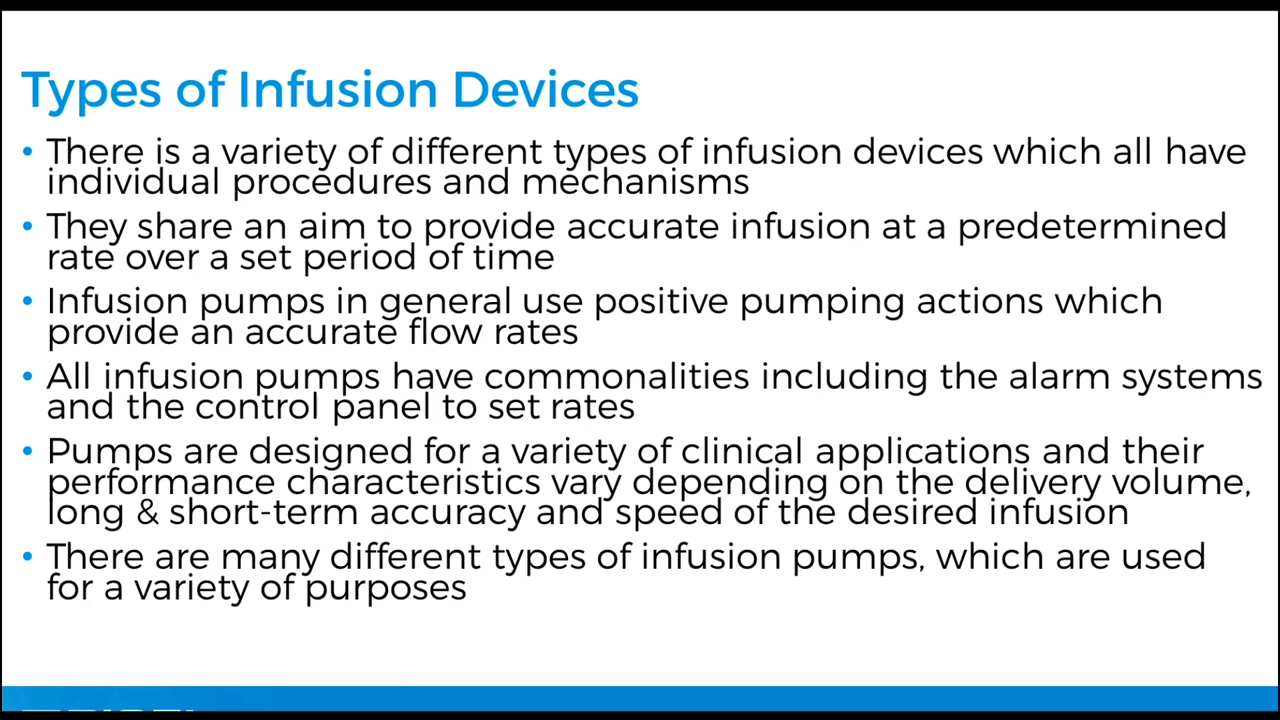 Types of Infusion Devices
• There is a variety of different types of infusion devices which all have
individual procedures and mechanisms
• They share an aim to provide accurate infusion at a predetermined
rate over a set period of time
• Infusion pumps in general use positive pumping actions which
provide an accurate flow rates
• All infusion pumps have commonalities including the alarm systems
and the control panel to set rates
• Pumps are designed for a variety of clinical applications and their
performance characteristics vary depending on the delivery volume,
long & short-term accuracy and speed of the desired infusion
• There are many different types of infusion pumps, which are used
for a variety of purposes